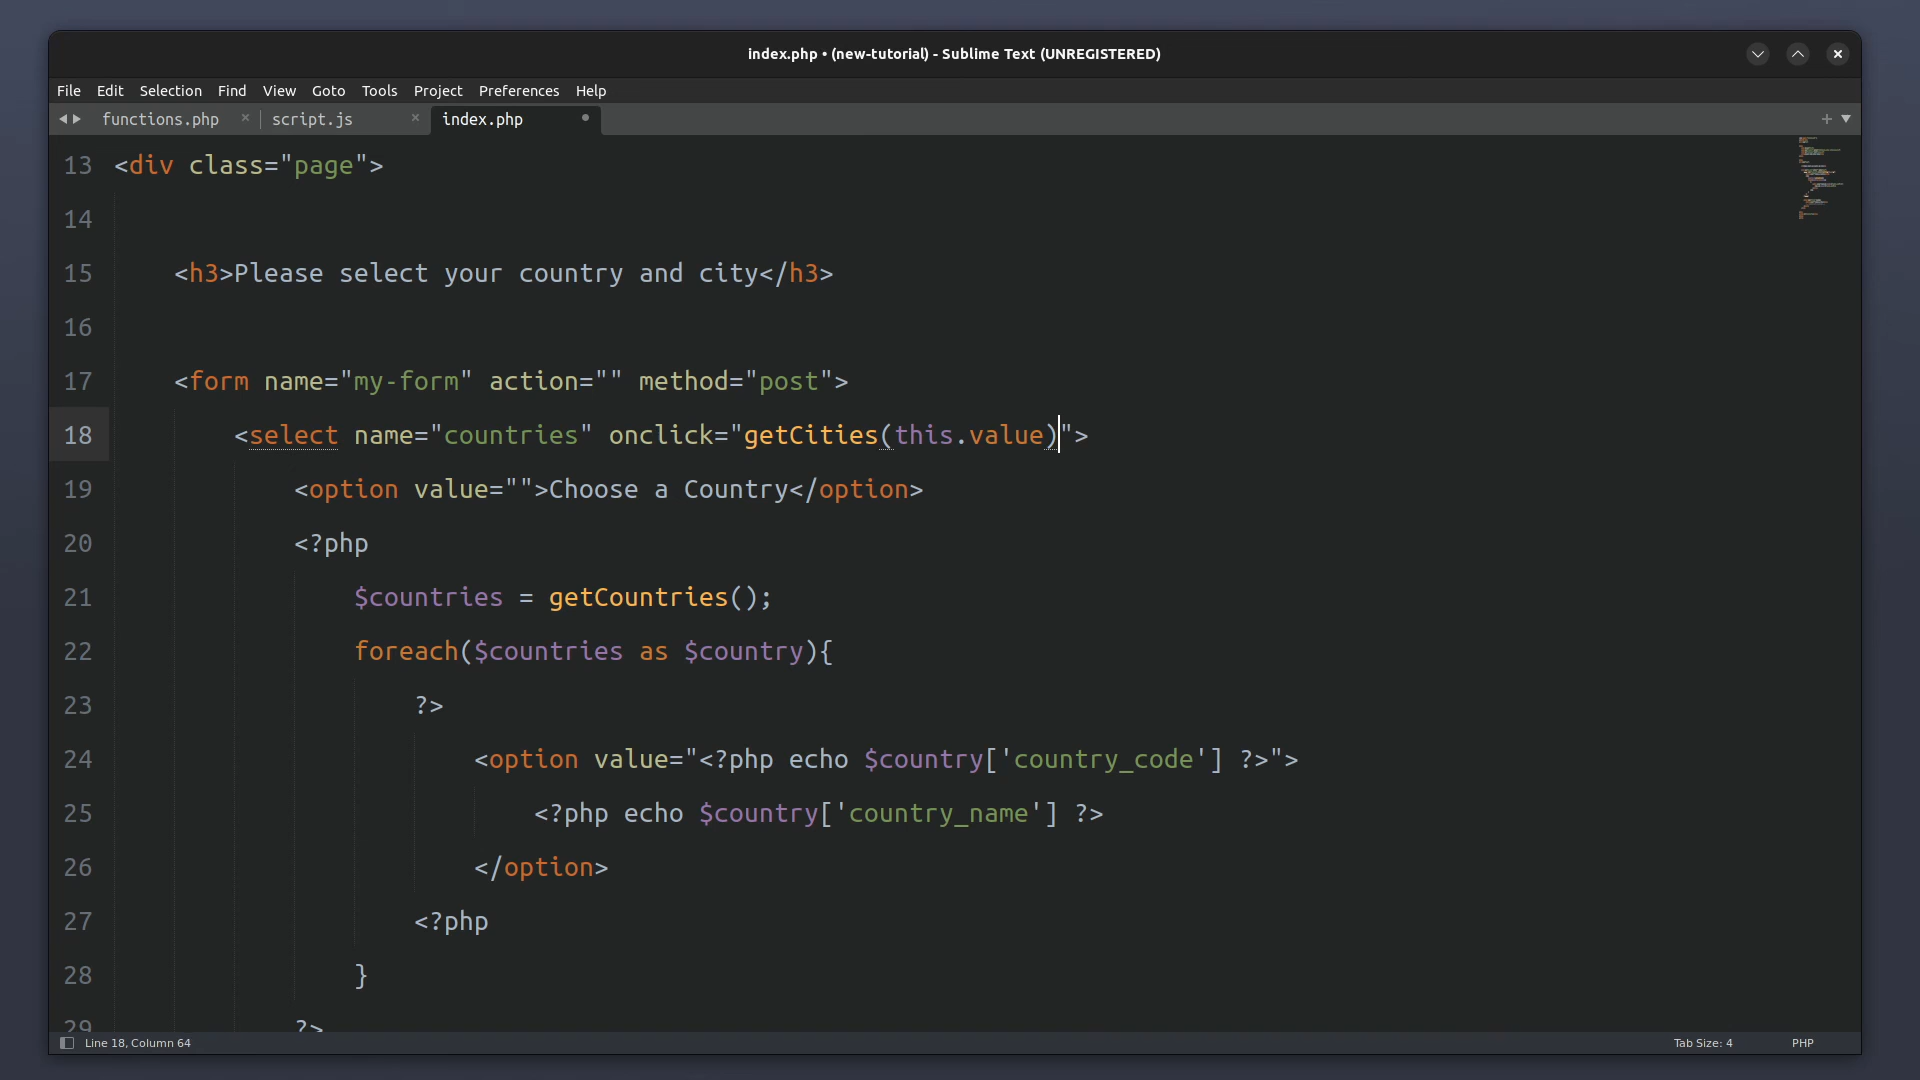 index.php • (new-tutorial) - Sublime Text (UNREGISTERED)
File Edit Selection Find View Goto Tools Project Preferences Help
functions.php × script.js × index.php
13 <div class="page">
14
15 <h3>Please select your country and city</h3>
16
17 <form name="my-form" action="" method="post">
18 <select name="countries" onclick="getCities(this.value)">
19 <option value="">Choose a Country</option>
20 <?php
21 $countries = getCountries();
22 foreach($countries as $country){
23 ?>
24 <option value="<?php echo $country['country_code'] ?>">
25 <?php echo $country['country_name'] ?>
26 </option>
27 <?php
28 }
29 ?>
Line 18, Column 64
Tab Size: 4 PHP